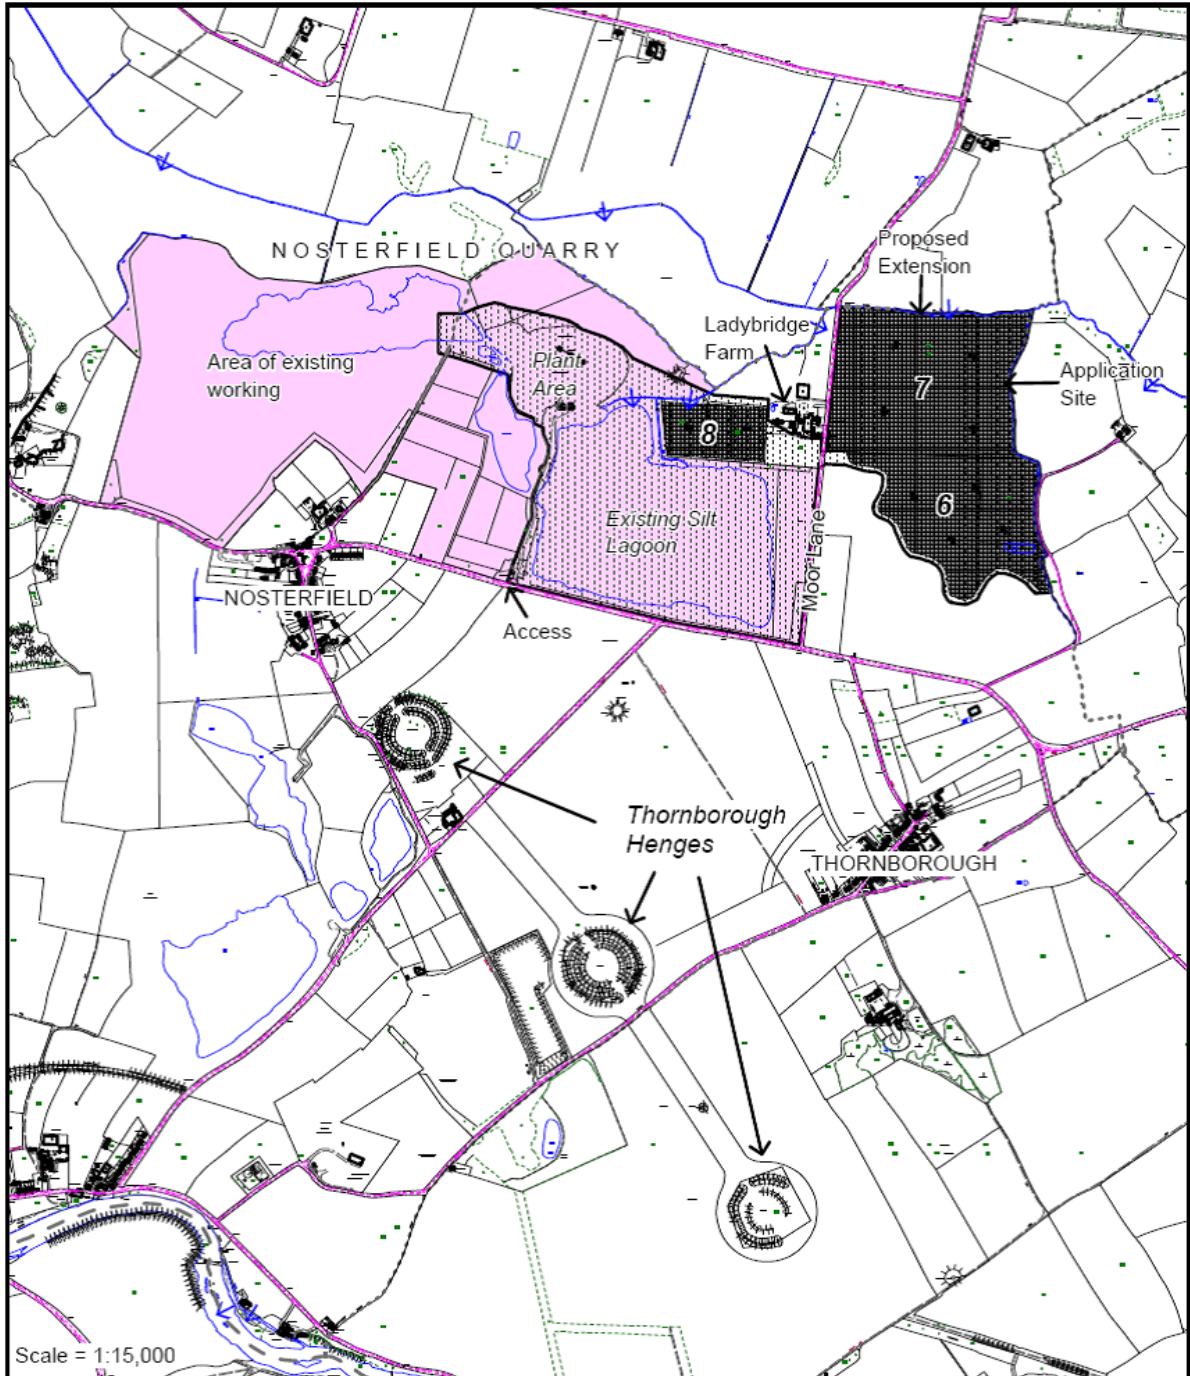 NOSTERFIELD QUARRY
Proposed
Extension
Ladybridge
Farm
Area of existing
working
Plant
Area
7
Application
Site
8
6
Existing Silt
Lagoon
Moor Lane
NOSTERFIELD
Access
Thornborough
Henges
THORNBOROUGH
Scale = 1:15,000